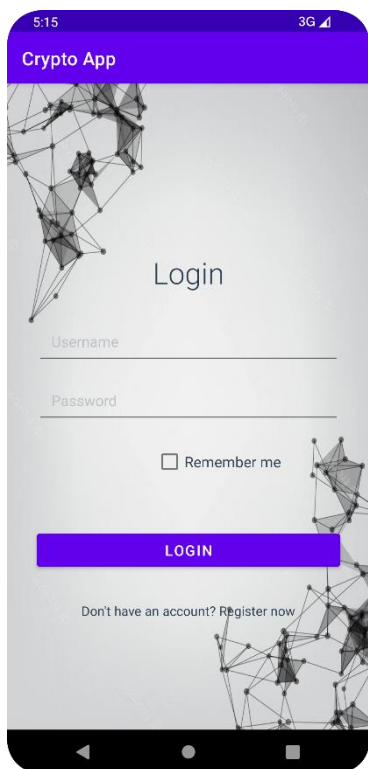 5:15 3G
Crypto App
Login
Username
Password
Remember me
LOGIN
Don't have an account? Register now